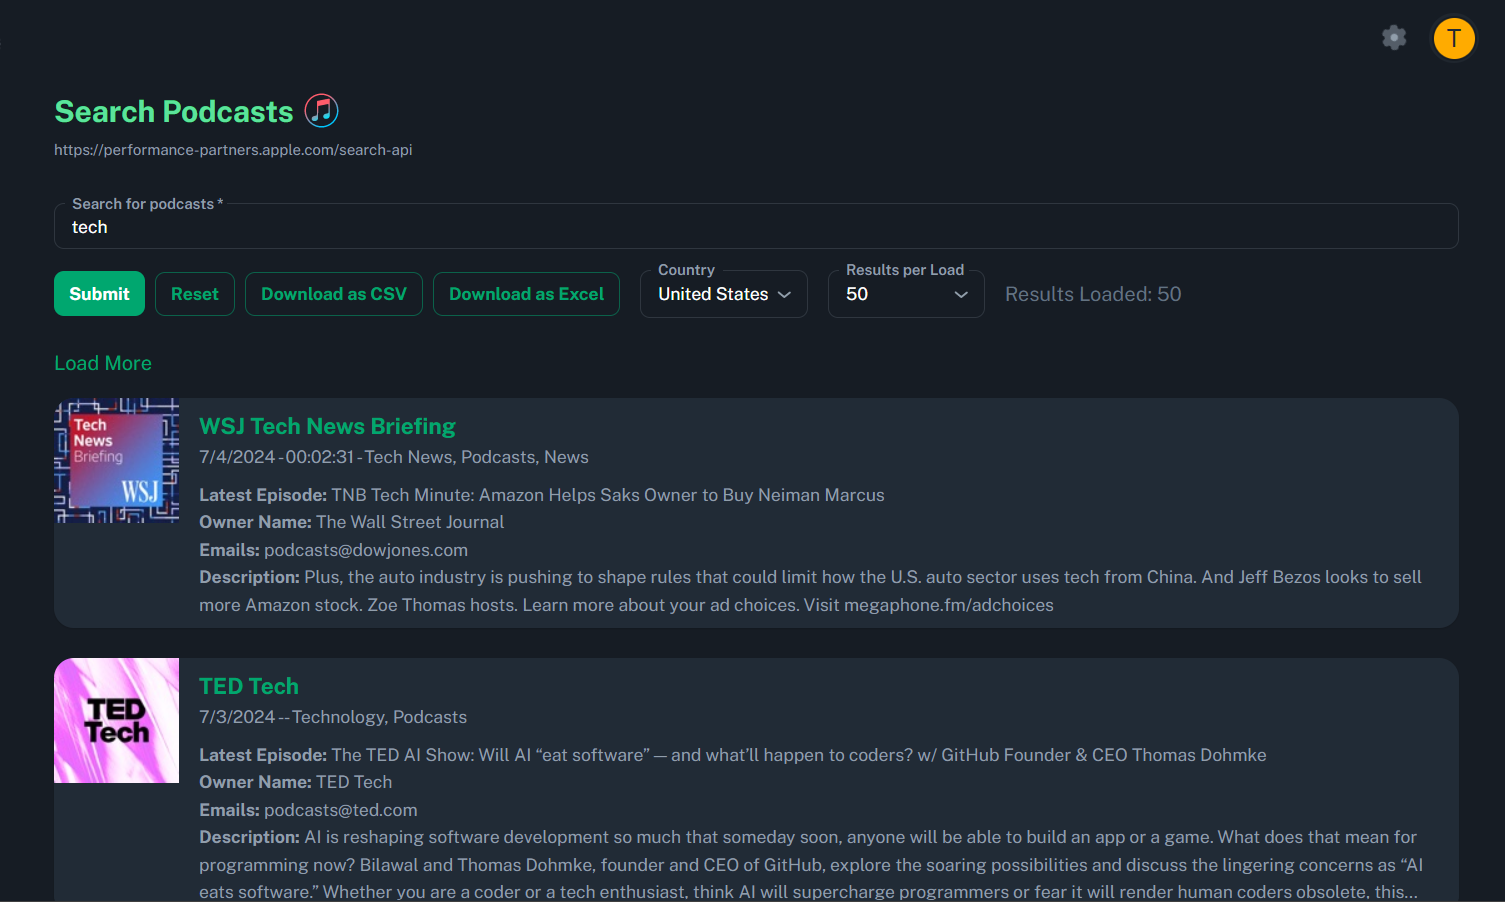 T
Search Podcasts
https://performance-partners.apple.com/search-api
Search for podcasts *
tech
Submit
Reset
Download as CSV
Download as Excel
Country
United States
Results per Load
50
Results Loaded: 50
Load More
Tech
News
Briefing
WSJ
WSJ Tech News Briefing
7/4/2024 - 00:02:31 - Tech News, Podcasts, News
Latest Episode: TNB Tech Minute: Amazon Helps Saks Owner to Buy Neiman Marcus
Owner Name: The Wall Street Journal
Emails: podcasts@dowjones.com
Description: Plus, the auto industry is pushing to shape rules that could limit how the U.S. auto sector uses tech from China. And Jeff Bezos looks to sell
more Amazon stock. Zoe Thomas hosts. Learn more about your ad choices. Visit megaphone.fm/adchoices
TED
Tech
TED Tech
7/3/2024 -- Technology, Podcasts
Latest Episode: The TED AI Show: Will AI “eat software” — and what’ll happen to coders? w/ GitHub Founder & CEO Thomas Dohmke
Owner Name: TED Tech
Emails: podcasts@ted.com
Description: AI is reshaping software development so much that someday soon, anyone will be able to build an app or a game. What does that mean for
programming now? Bilawal and Thomas Dohmke, founder and CEO of GitHub, explore the soaring possibilities and discuss the lingering concerns as “AI
eats software.” Whether you are a coder or a tech enthusiast, think AI will supercharge programmers or fear it will render human coders obsolete, this...